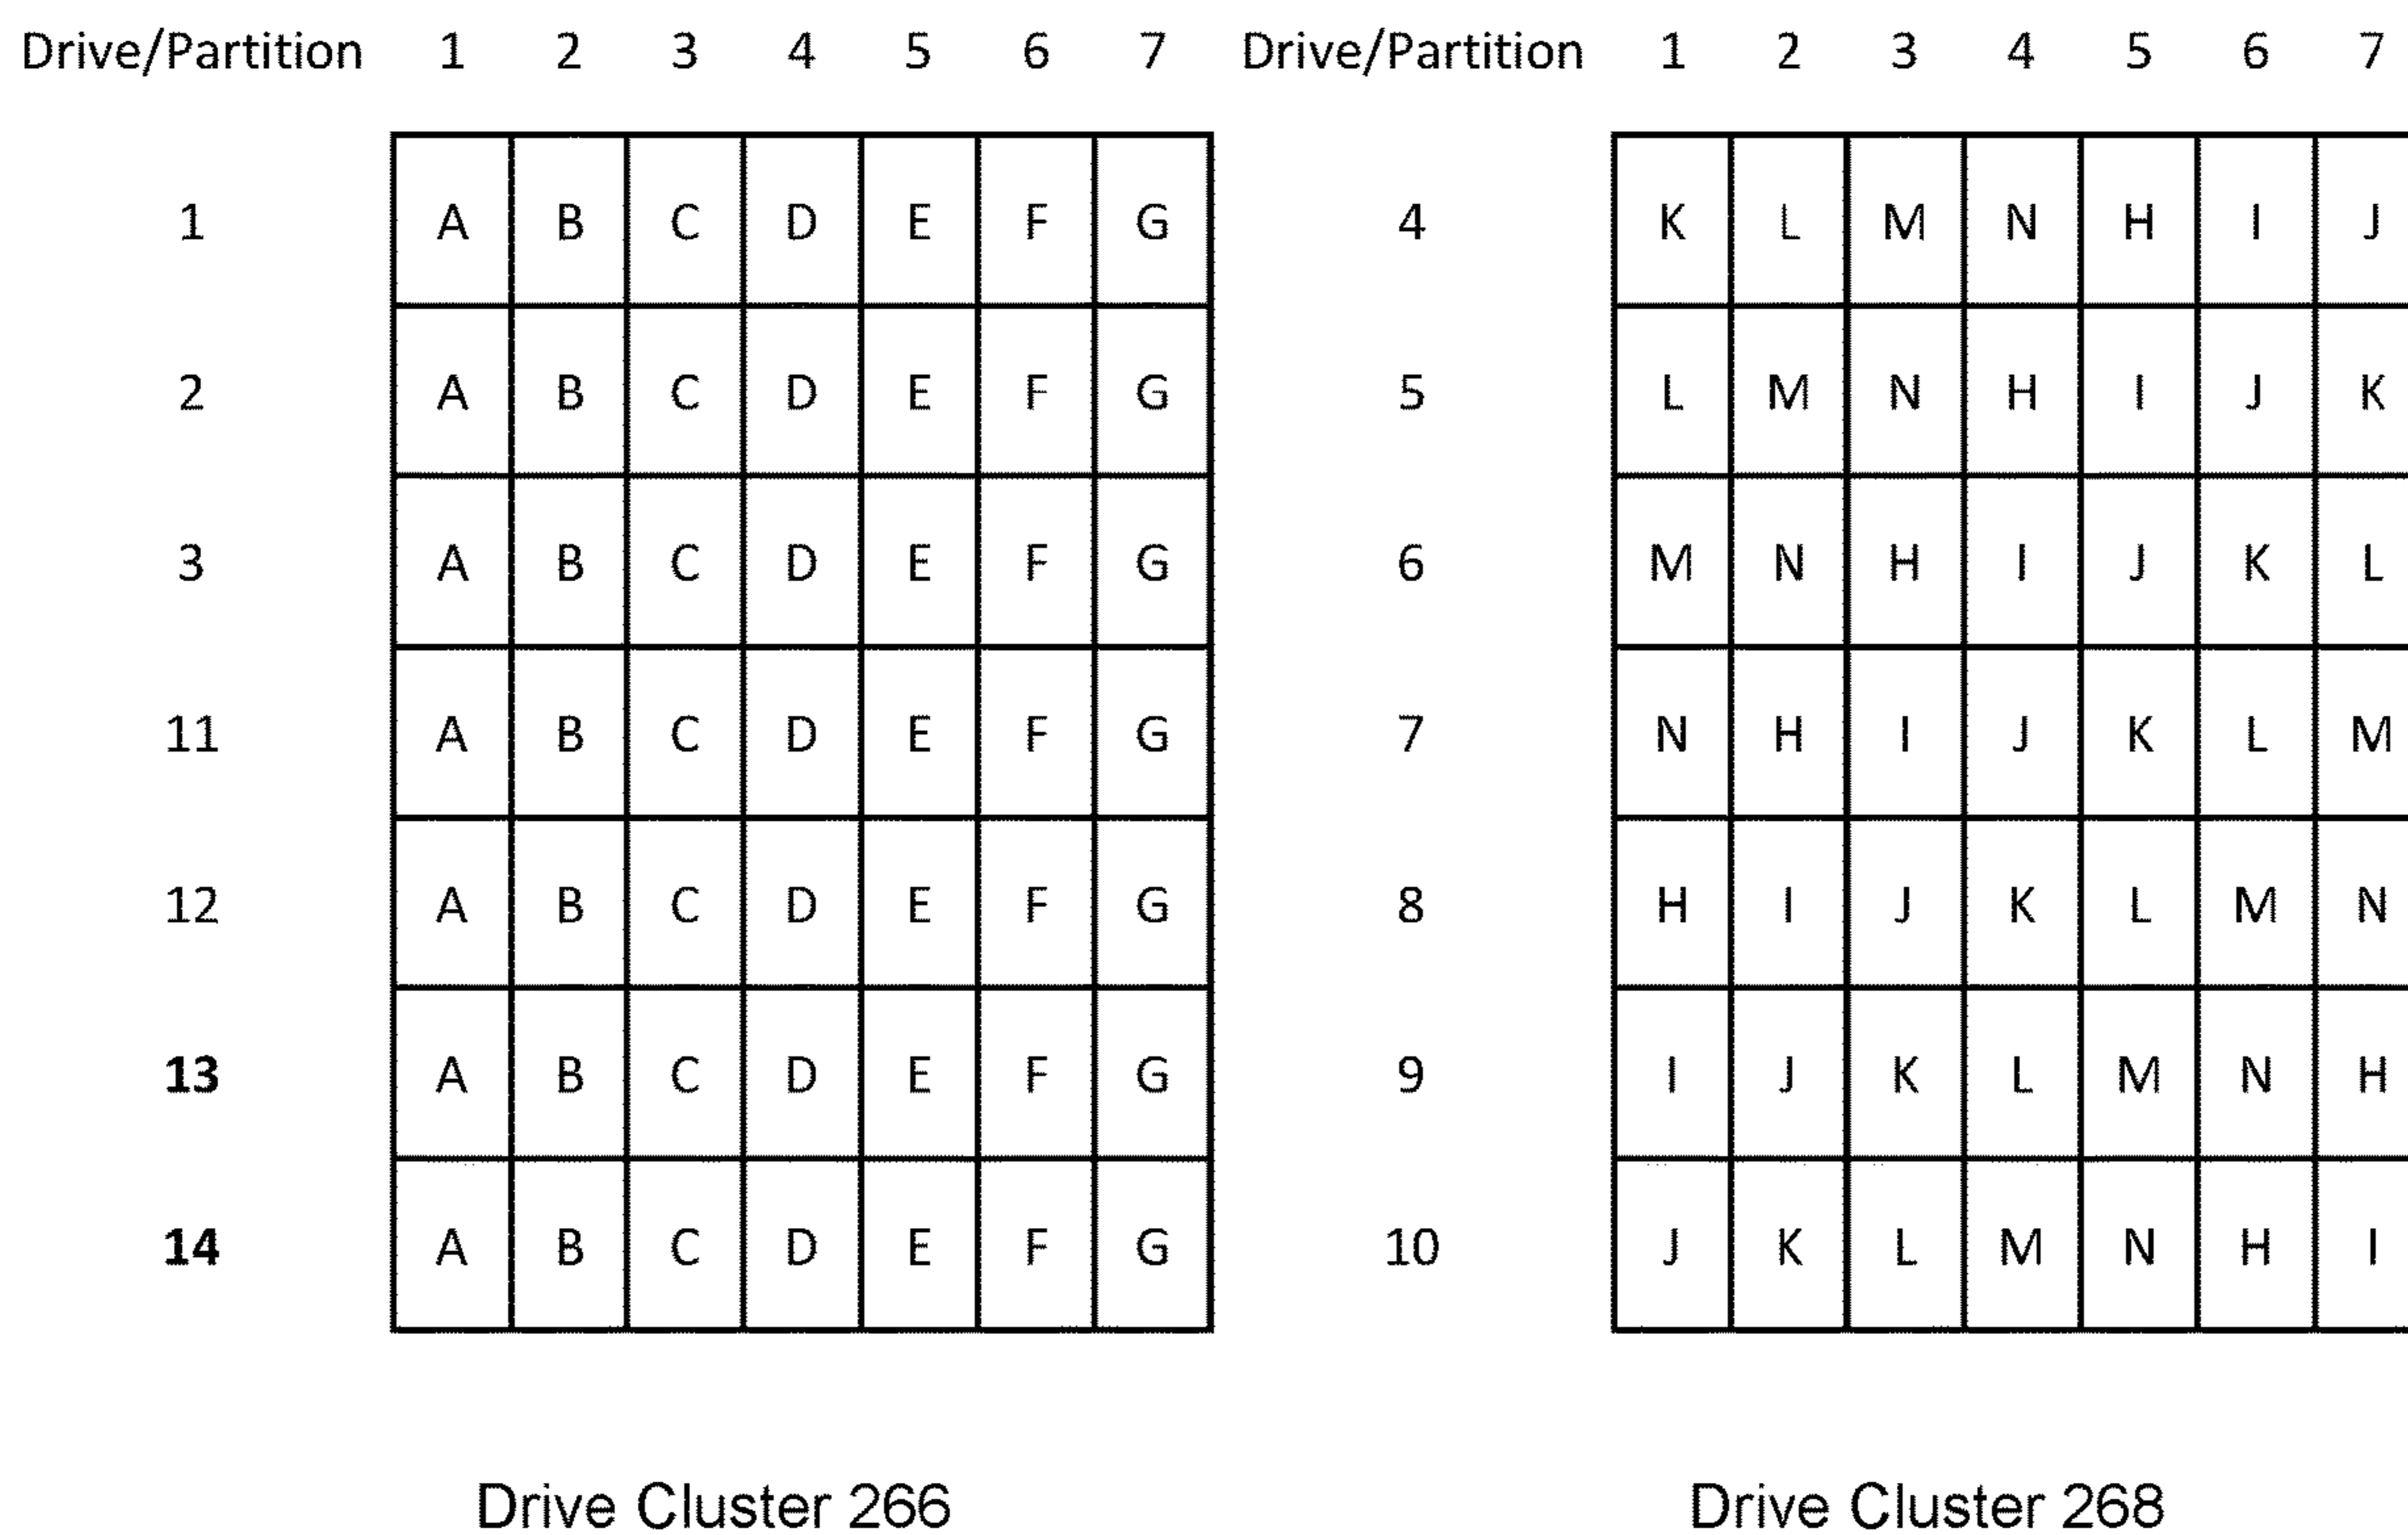 Drive/Partition 1 2 3 4 5 6 7 Drive/Partition 1 2 3 4 5 6 7
1 A B C D E F G 4 K L M N H I J
2 A B C D E F G 5 L M N H I J K
3 A B C D E F G 6 M N H I J K L
11 A B C D E F G 7 N H I J K L M
12 A B C D E F G 8 H I J K L M N
13 A B C D E F G 9 I J K L M N H
14 A B C D E F G 10 J K L M N H I
Drive Cluster 266 Drive Cluster 268